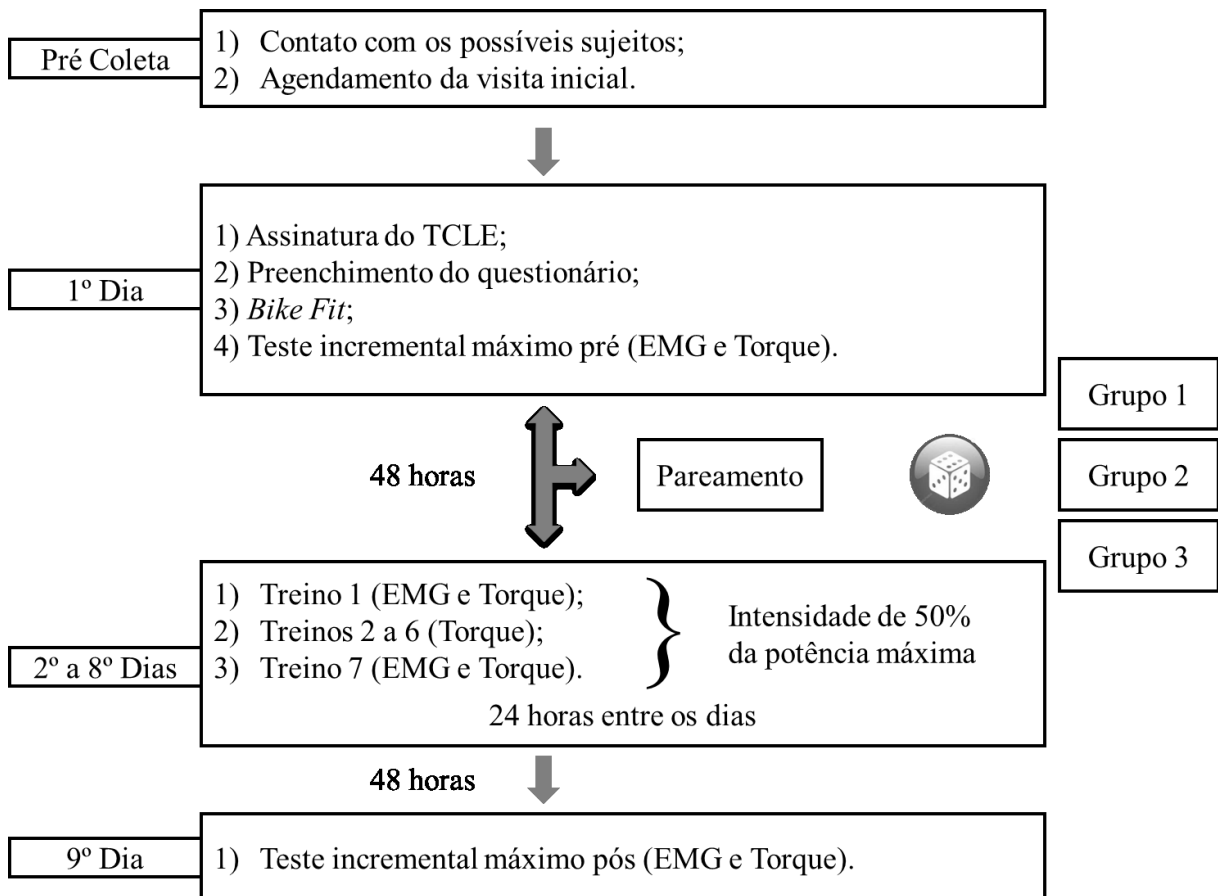 Pré Coleta
1) Contato com os possíveis sujeitos;
2) Agendamento da visita inicial.
1º Dia
1) Assinatura do TCLE;
2) Preenchimento do questionário;
3) Bike Fit;
4) Teste incremental máximo pré (EMG e Torque).
48 horas
Pareamento
Grupo 1
Grupo 2
Grupo 3
2º a 8º Dias
1) Treino 1 (EMG e Torque);
2) Treinos 2 a 6 (Torque);
3) Treino 7 (EMG e Torque).
Intensidade de 50%
da potência máxima
24 horas entre os dias
48 horas
9º Dia
1) Teste incremental máximo pós (EMG e Torque).